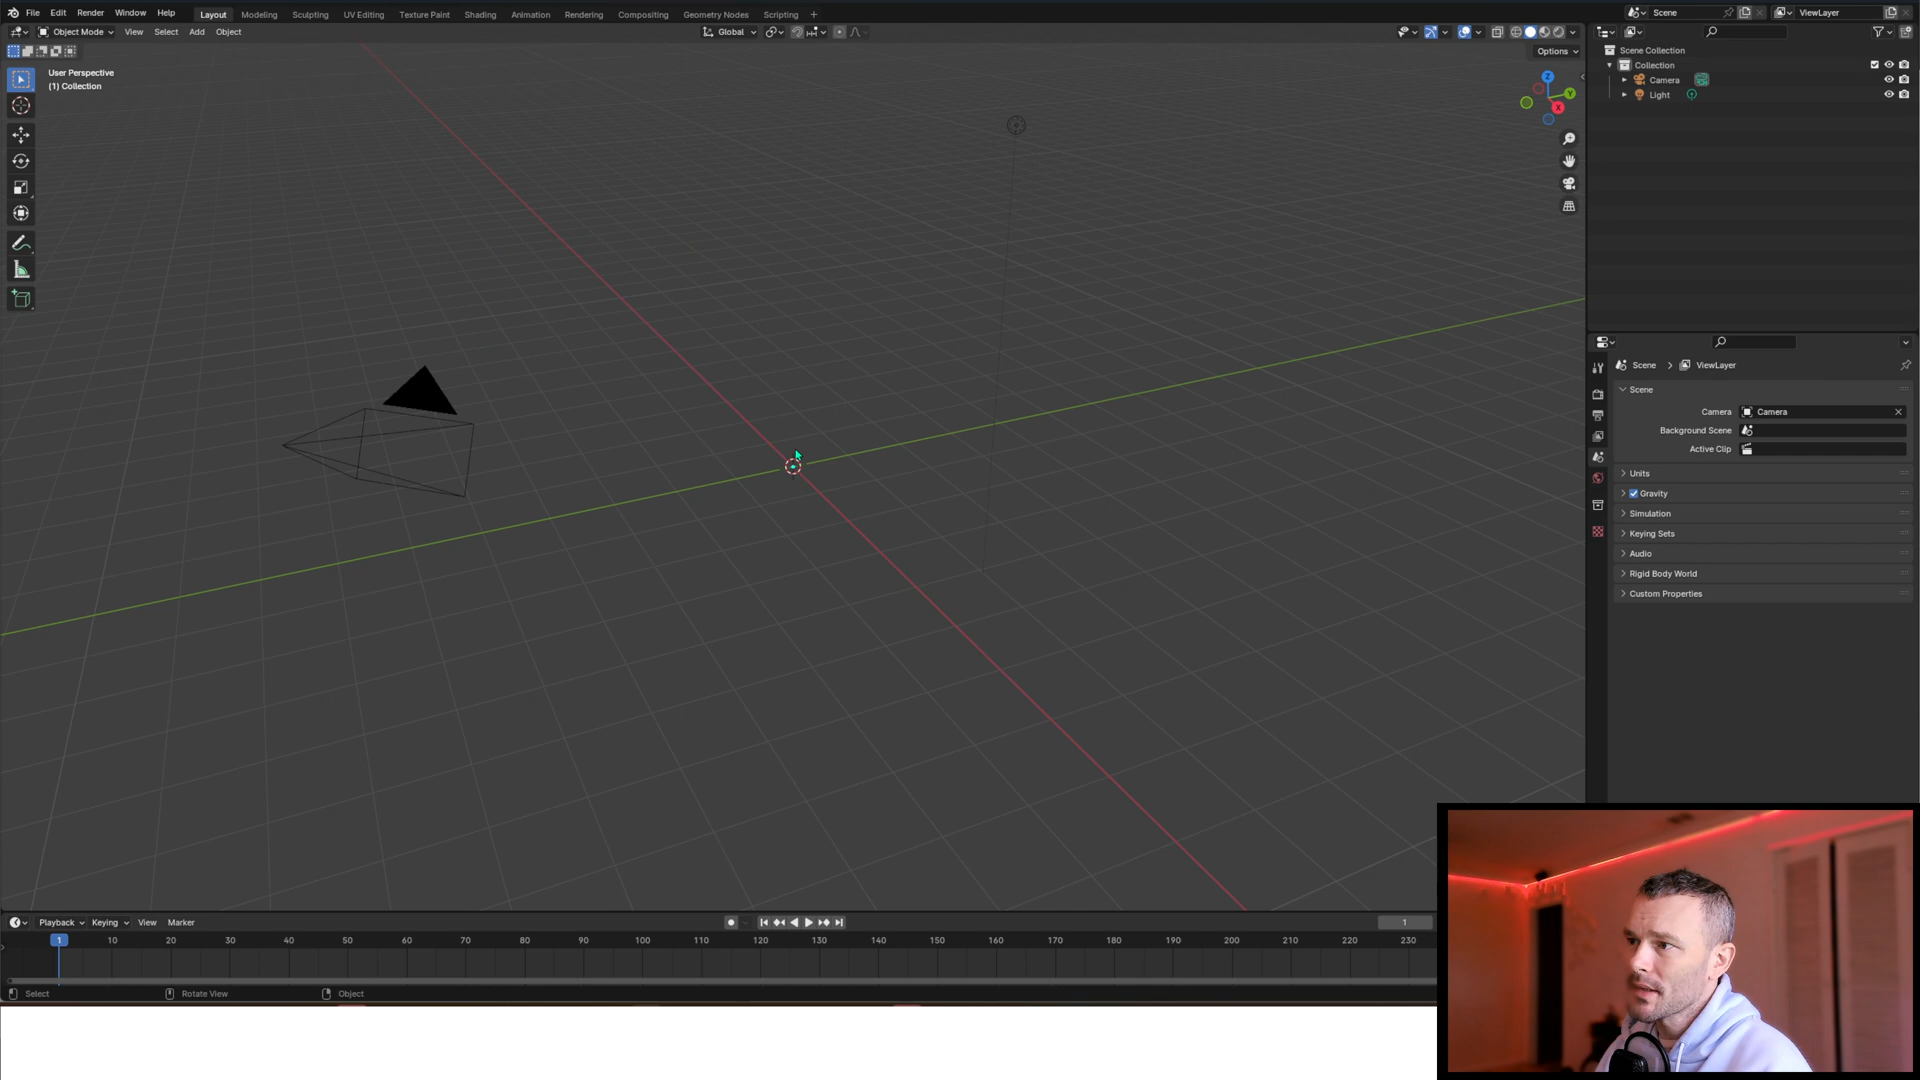 File Edit Render Window Help Layout Modeling Sculpting UV Editing Texture Paint Shading Animation Rendering Compositing Geometry Nodes Scripting + Scene ViewLayer
Object Mode View Select Add Object Global
Options
User Perspective
(1) Collection
Z
Y
X
Scene Collection
Collection
Camera
Light
Scene > ViewLayer
Scene
Camera Camera
Background Scene
Active Clip
Units
Gravity
Simulation
Keying Sets
Audio
Rigid Body World
Custom Properties
Playback Keying View Marker 1
1 10 20 30 40 50 60 70 80 90 100 110 120 130 140 150 160 170 180 190 200 210 220 230
Select Rotate View Object